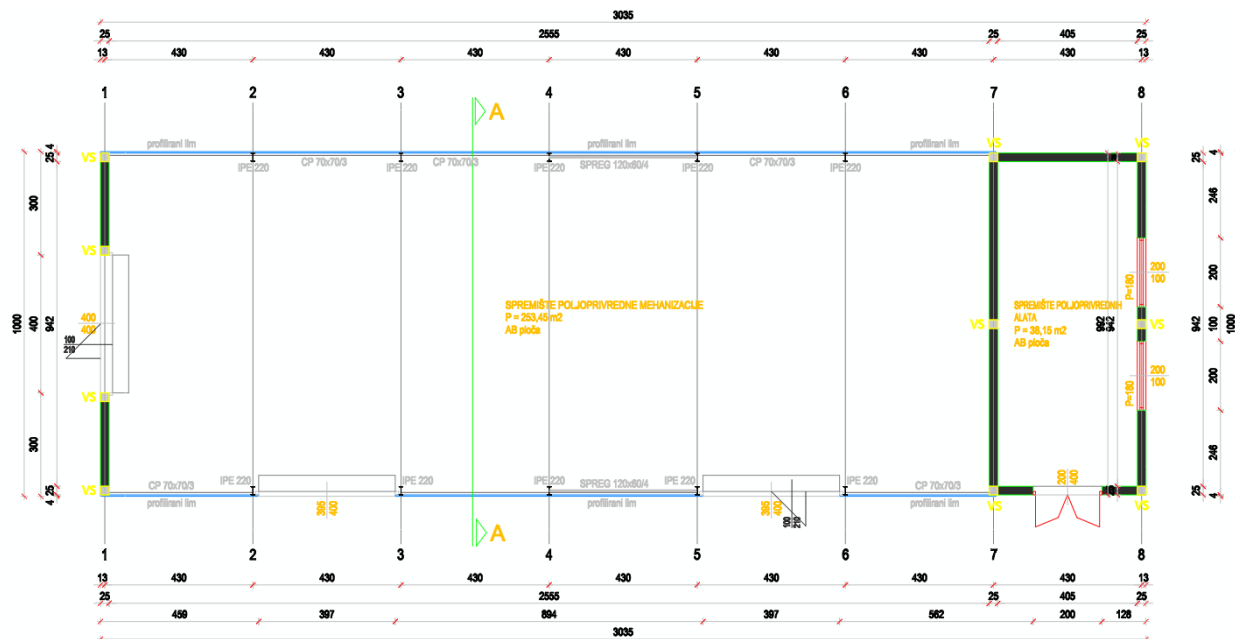 3035
25 2555 25 405 25
13 430 430 430 430 430 430 430 13
1 2 3 4 5 6 7 8
A
VS VS VS
profilirani lim profilirani lim profilirani lim
IPE 220 CP 70x70/3 IPE 220 CP 70x70/3 IPE 220 SPREG 120x60/4 IPE 220 IPE 220
4
25
300
VS
1000
400
942
400
400
100
210
VS
300
25
4
VS
SPREMIŠTE POLJOPRIVREDNE MEHANIZACIJE
P = 253,45 m2
AB ploča
SPREMIŠTE POLJOPRIVREDNIH
ALATA
P = 38,15 m2
AB ploča
VS VS
992
942
P=180
200
100
P=180
200
100
25
942
25
4
246
200
100
200
246
4
1000
CP 70x70/3 IPE 220 IPE 220 IPE 220 SPREG 120x60/4 IPE 220 IPE 220 CP 70x70/3
profilirani lim profilirani lim profilirani lim
395
400
395
400
100
210
200
400
VS VS
A
1 2 3 4 5 6 7 8
13 430 430 430 430 430 430 430 13
25 2555 25 405 25
459 397 894 397 562 200 128
3035